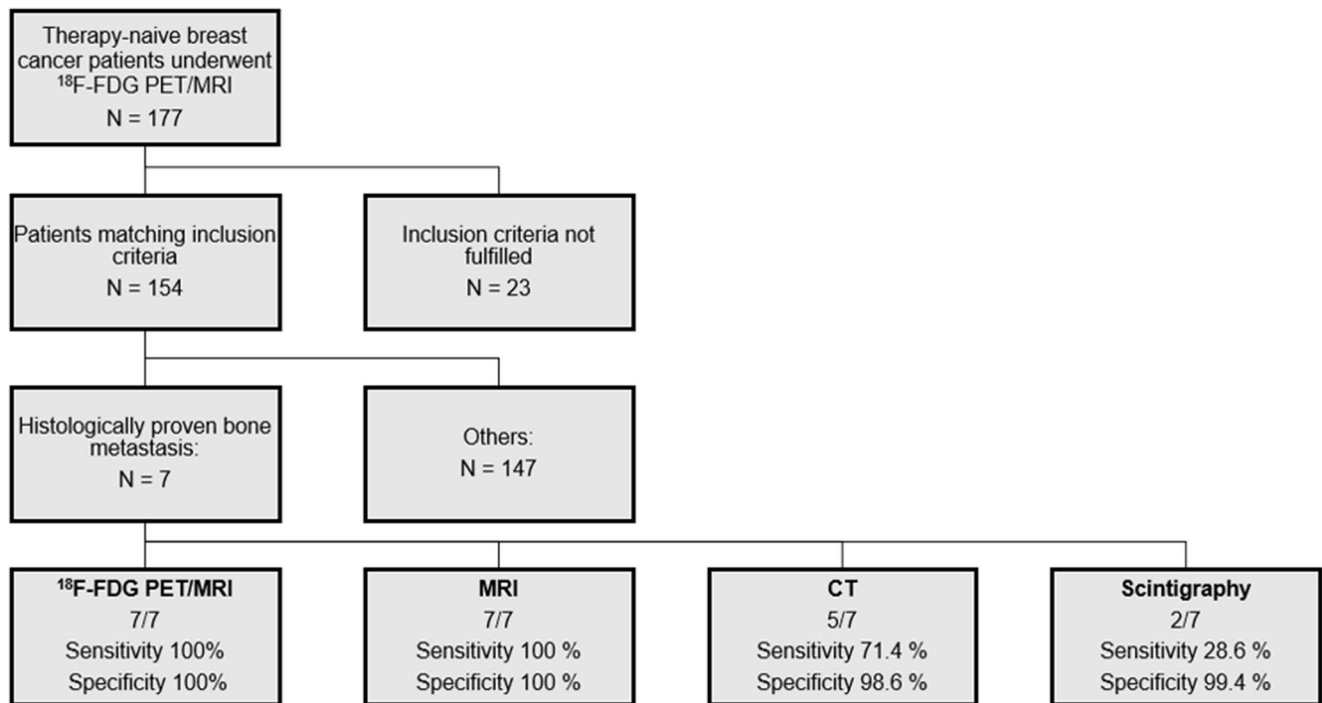 Therapy-naive breast
cancer patients underwent
¹⁸F-FDG PET/MRI
N = 177
Patients matching inclusion
criteria
N = 154
Inclusion criteria not
fulfilled
N = 23
Histologically proven bone
metastasis:
N = 7
Others:
N = 147
¹⁸F-FDG PET/MRI
7/7
Sensitivity 100%
Specificity 100%
MRI
7/7
Sensitivity 100 %
Specificity 100 %
CT
5/7
Sensitivity 71.4 %
Specificity 98.6 %
Scintigraphy
2/7
Sensitivity 28.6 %
Specificity 99.4 %